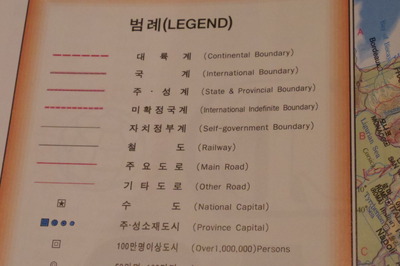 범례(LEGEND)
대륙계 (Continental Boundary)
국계 (International Boundary)
주·성계 (State & Provincial Boundary)
미확정국계 (International Indefinite Boundary)
자치정부계 (Self-government Boundary)
철도 (Railway)
주요도로 (Main Road)
기타도로 (Other Road)
수도 (National Capital)
주·성소재도시 (Province Capital)
100만명이상도시 (Over1,000,000)Persons